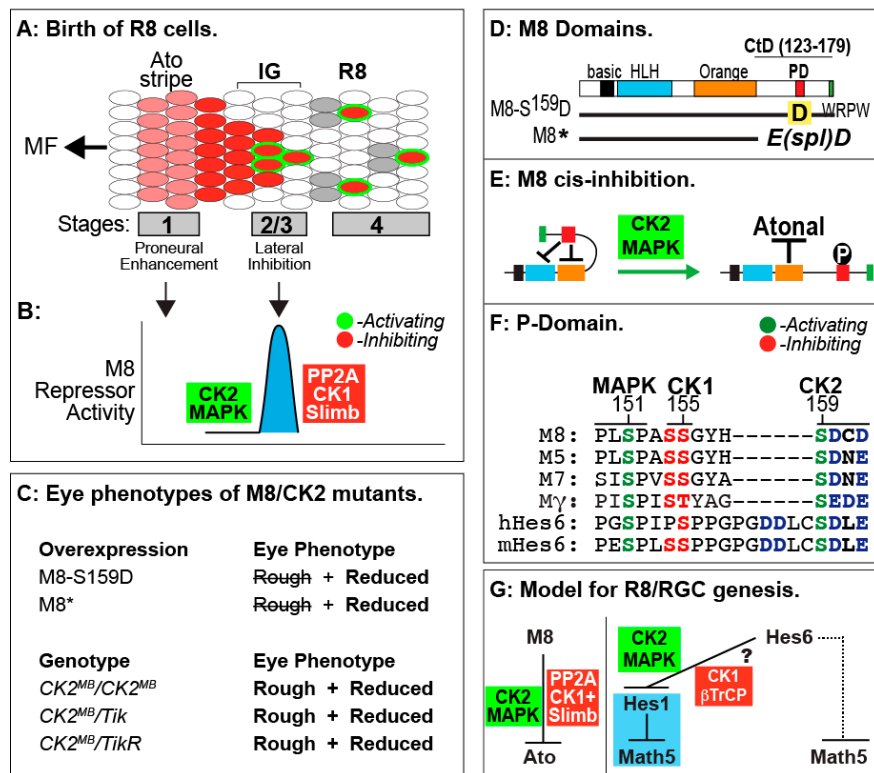 A: Birth of R8 cells.
Ato
stripe
IG
R8
MF
Stages:
1
2/3
4
Proneural
Enhancement
Lateral
Inhibition
B:
-Activating
-Inhibiting
M8
Repressor
Activity
CK2
MAPK
PP2A
CK1
Slimb
C: Eye phenotypes of M8/CK2 mutants.
Overexpression Eye Phenotype
M8-S159D Rough + Reduced
M8* Rough + Reduced
Genotype Eye Phenotype
CK2MB/CK2MB Rough + Reduced
CK2MB/Tik Rough + Reduced
CK2MB/TikR Rough + Reduced
D: M8 Domains.
CtD (123-179)
basic HLH Orange PD
M8-S159D D WRPW
M8* E(spl)D
E: M8 cis-inhibition.
CK2
MAPK
Atonal
P
F: P-Domain.
-Activating
-Inhibiting
MAPK CK1 CK2
151 155 159
M8: PLSPASSGYH------SDCD
M5: PLSPASSGYA------SDNE
M7: SISPVSSGYH------SDNE
Mγ: PISPISTYAG------SEDE
hHes6: PGSPIPSPPGPGDDLCSDLE
mHes6: PESPLSSPPGPGDDLCSDLE
G: Model for R8/RGC genesis.
M8
CK2
MAPK
PP2A
CK1+
Slimb
Ato
CK2
MAPK
Hes6
?
CK1
βTrCP
Hes1
Math5
Math5